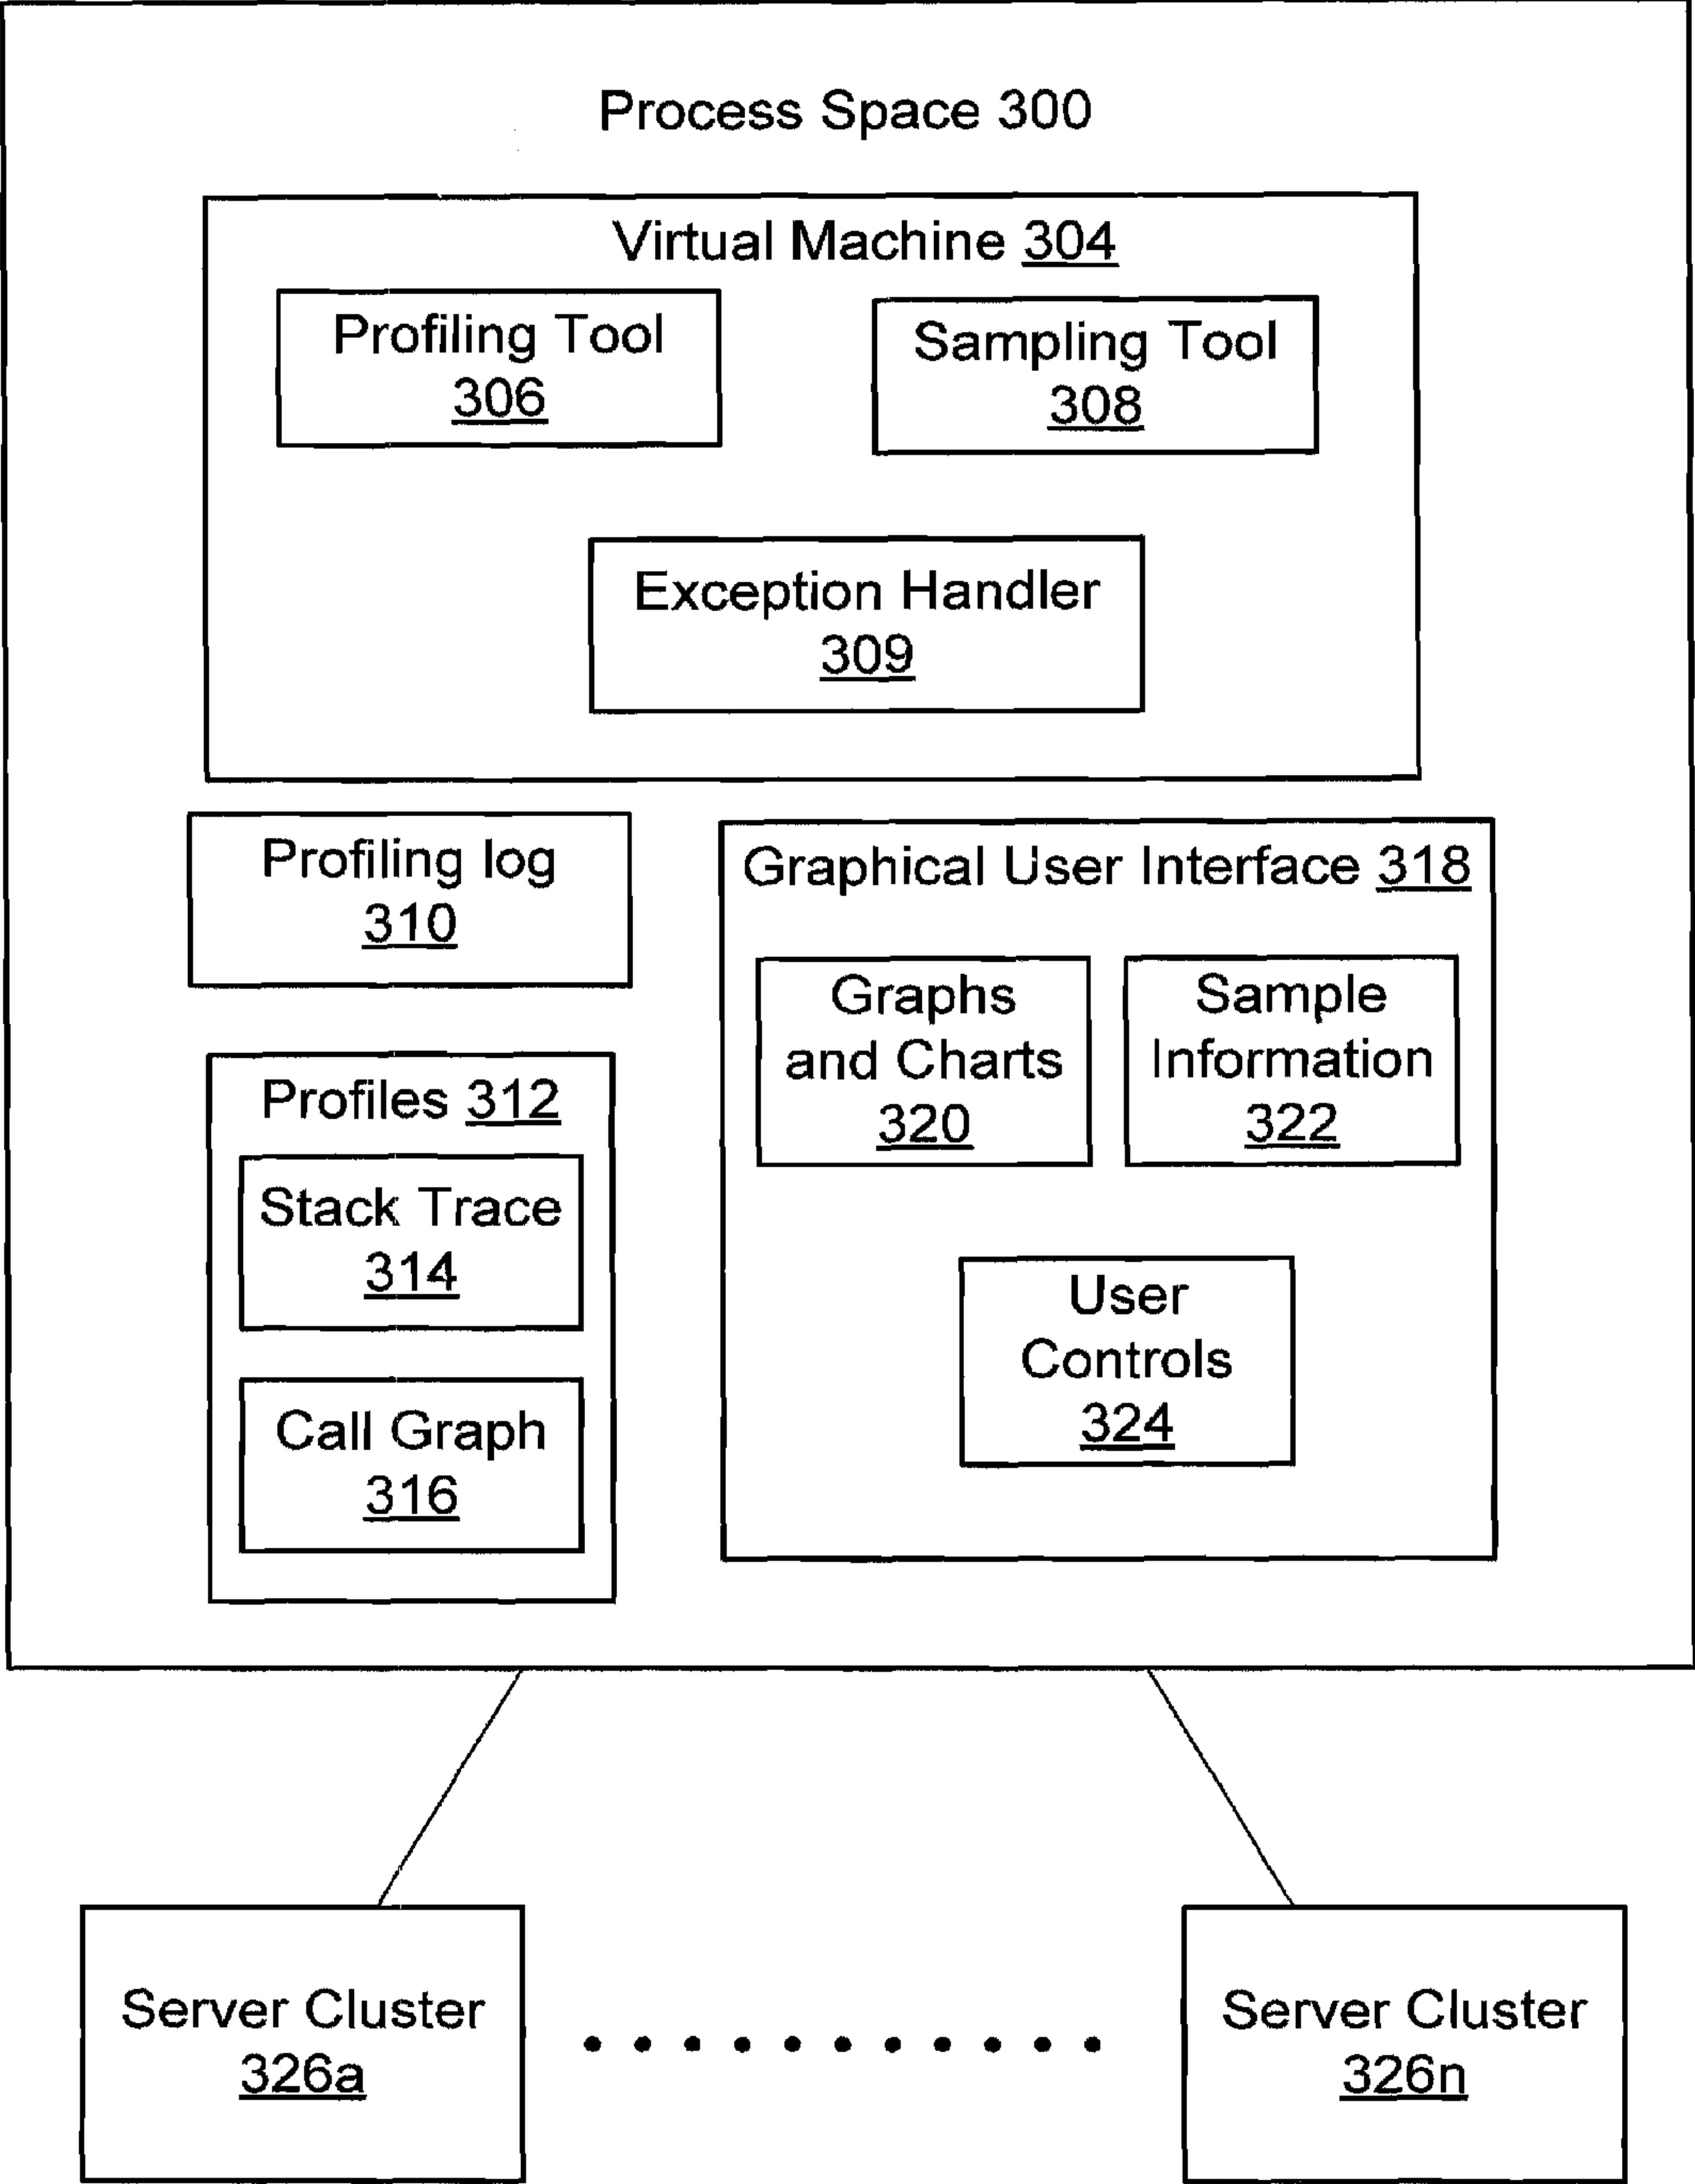 Process Space 300
Virtual Machine 304
Profiling Tool
306
Sampling Tool
308
Exception Handler
309
Profiling log
310
Graphical User Interface 318
Graphs
and Charts
320
Sample
Information
322
User
Controls
324
Profiles 312
Stack Trace
314
Call Graph
316
Server Cluster
326a
Server Cluster
326n